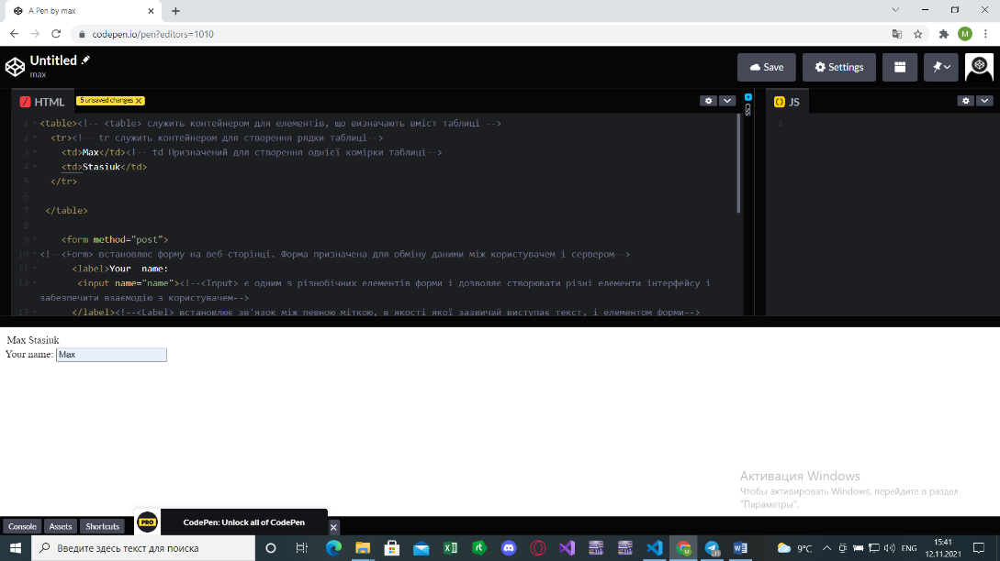 A Pen by max
codepen.io/pen?editors=1010
Untitled
max
Save
Settings
HTML
5 unsaved changes X
CSS
JS
1 <table><!-- <table> служить контейнером для елементів, що визначають вміст таблиці -->
2 <tr><!-- tr служить контейнером для створення рядки таблиці-->
3 <td>Max</td><!-- td Призначений для створення однієї комірки таблиці-->
4 <td>Stasiuk</td>
5 </tr>
6
7 </table>
8
9 <form method="post">
10 <!--<Form> встановлює форму на веб-сторінці. Форма призначена для обміну даними між користувачем і сервером-->
11 <label>Your name:
12 <input name="name"><!--<Input> є одним з різнобічних елементів форми і дозволяє створювати різні елементи інтерфейсу і
забезпечити взаємодію з користувачем-->
13 </label><!--<Label> встановлює зв'язок між певною міткою, в якості якої зазвичай виступає текст, і елементом форми-->
1
Max Stasiuk
Your name: Max
Активация Windows
Чтобы активировать Windows, перейдите в раздел
"Параметры".
Console
Assets
Shortcuts
PRO
CodePen: Unlock all of CodePen
Введите здесь текст для поиска
9°C
ENG
15:41
12.11.2021